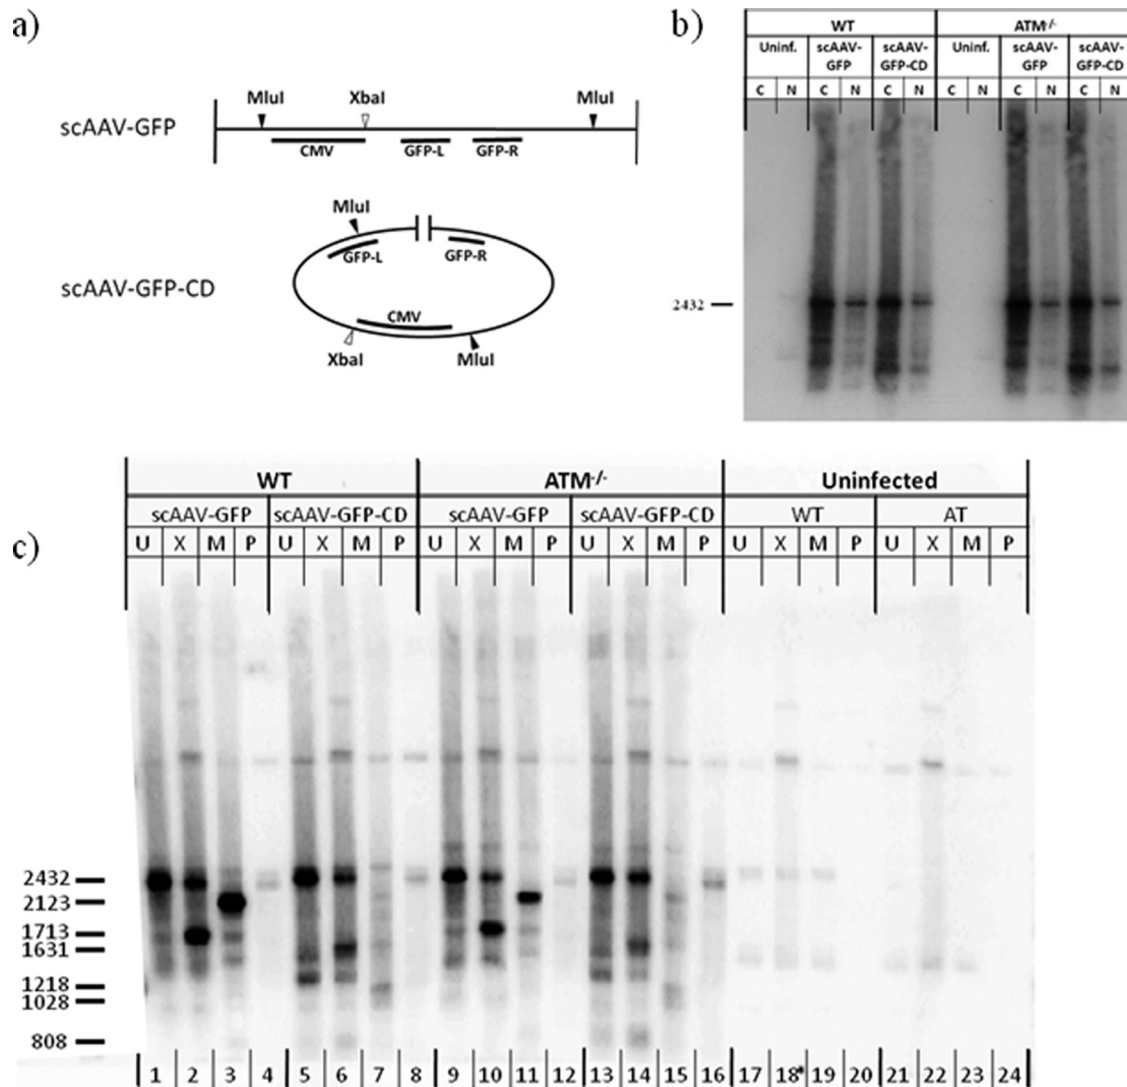 a)
MluI XbaI MluI
scAAV-GFP
CMV GFP-L GFP-R
MluI
GFP-L GFP-R
scAAV-GFP-CD
CMV
XbaI MluI
b)
WT ATM-/-
Uninf. scAAV-GFP scAAV-GFP-CD Uninf. scAAV-GFP scAAV-GFP-CD
C N C N C N C N C N C N
2432
c)
WT ATM-/- Uninfected
scAAV-GFP scAAV-GFP-CD scAAV-GFP scAAV-GFP-CD WT AT
U X M P U X M P U X M P U X M P U X M P U X M P
2432
2123
1713
1631
1218
1028
808
1 2 3 4 5 6 7 8 9 10 11 12 13 14 15 16 17 18* 19 20 21 22 23 24